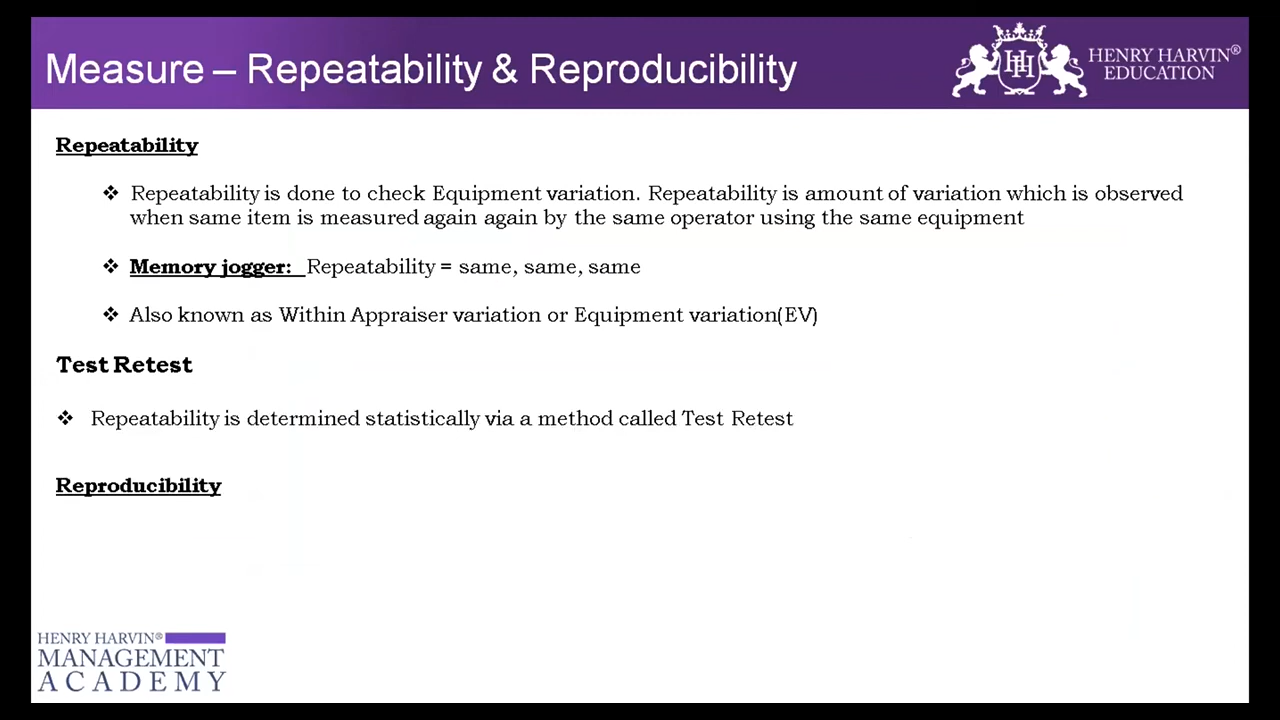 Measure – Repeatability & Reproducibility
HENRY HARVIN®
EDUCATION
Repeatability
❖ Repeatability is done to check Equipment variation. Repeatability is amount of variation which is observed
when same item is measured again again by the same operator using the same equipment
❖ Memory jogger: Repeatability = same, same, same
❖ Also known as Within Appraiser variation or Equipment variation(EV)
Test Retest
❖ Repeatability is determined statistically via a method called Test Retest
Reproducibility
HENRY HARVIN®
MANAGEMENT
ACADEMY